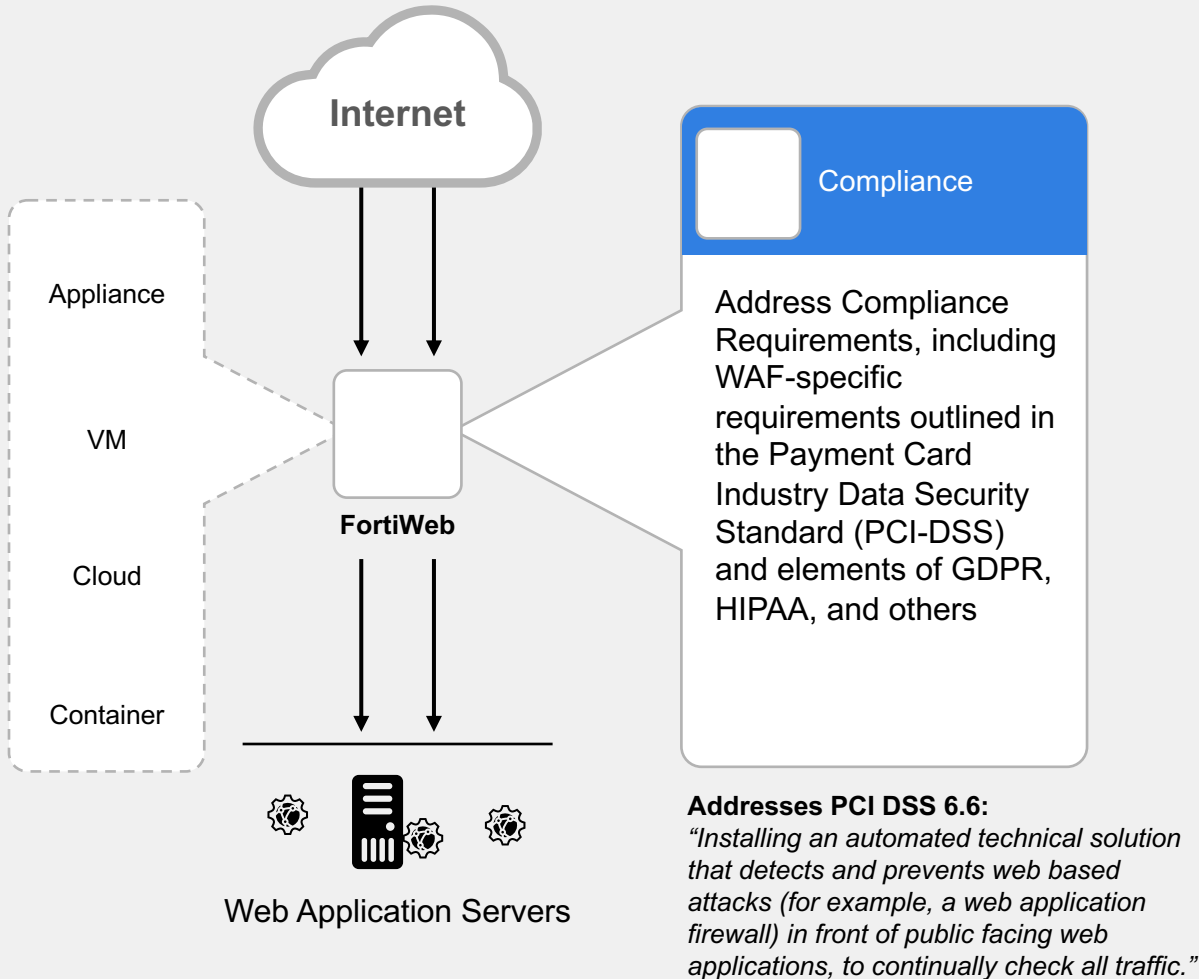 Internet
Appliance
VM
Cloud
Container
FortiWeb
Web Application Servers
Compliance
Address Compliance
Requirements, including
WAF-specific
requirements outlined in
the Payment Card
Industry Data Security
Standard (PCI-DSS)
and elements of GDPR,
HIPAA, and others
Addresses PCI DSS 6.6:
“Installing an automated technical solution
that detects and prevents web based
attacks (for example, a web application
firewall) in front of public facing web
applications, to continually check all traffic.”